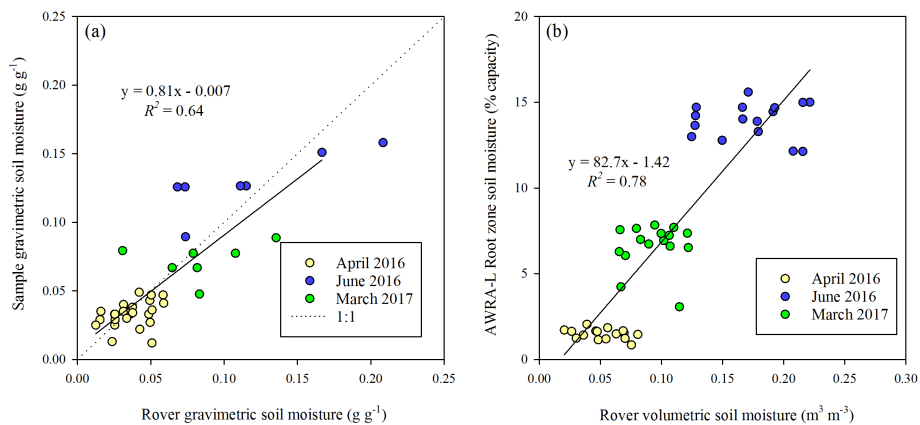 (a)
Sample gravimetric soil moisture (g g⁻¹)
0.25
0.20
0.15
0.10
0.05
0.00
y = 0.81x - 0.007
R² = 0.64
April 2016
June 2016
March 2017
1:1
0.00 0.05 0.10 0.15 0.20 0.25
Rover gravimetric soil moisture (g g⁻¹)
(b)
AWRA-L Root zone soil moisture (% capacity)
20
15
10
5
0
y = 82.7x - 1.42
R² = 0.78
April 2016
June 2016
March 2017
0.00 0.05 0.10 0.15 0.20 0.25 0.30
Rover volumetric soil moisture (m³ m⁻³)